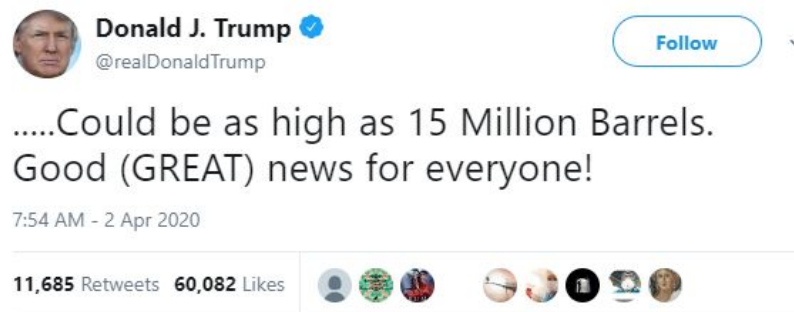 Donald J. Trump
@realDonaldTrump
Follow
.....Could be as high as 15 Million Barrels.
Good (GREAT) news for everyone!
7:54 AM - 2 Apr 2020
11,685 Retweets 60,082 Likes